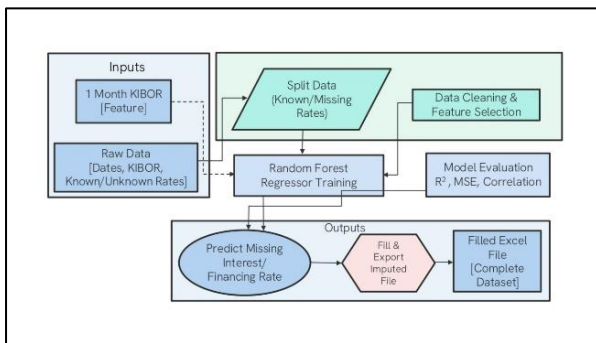 Inputs
1 Month KIBOR
[Feature]
Raw Data
[Dates, KIBOR,
Known/Unknown Rates]
Split Data
(Known/Missing
Rates)
Data Cleaning &
Feature Selection
Random Forest
Regressor Training
Model Evaluation
R², MSE, Correlation
Outputs
Predict Missing
Interest/
Financing Rate
Fill &
Export
Imputed
File
Filled Excel
File
[Complete
Dataset]